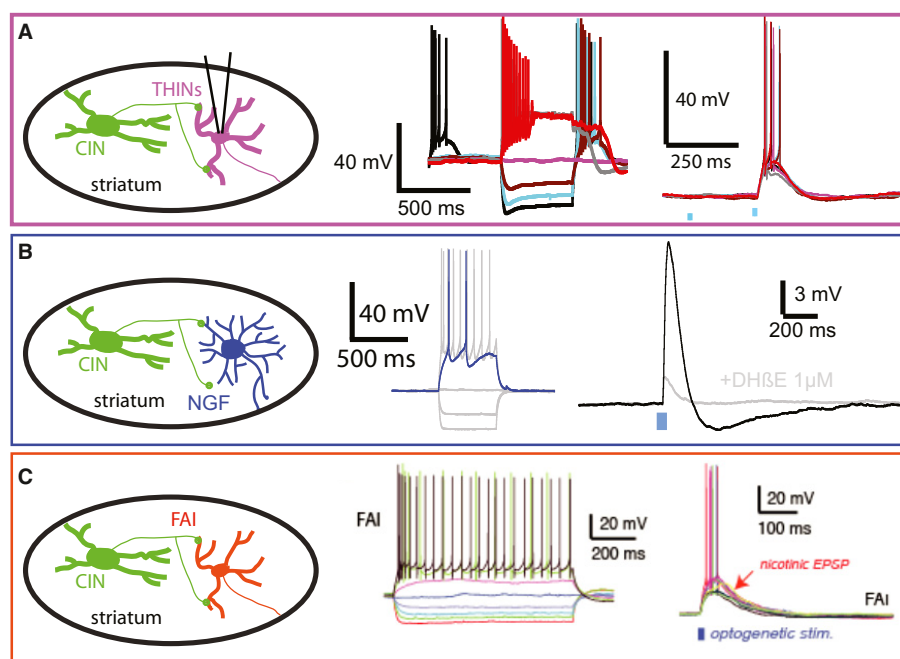 A
THINs
CIN
striatum
40 mV
500 ms
40 mV
250 ms
B
CIN
striatum
NGF
40 mV
500 ms
3 mV
200 ms
+DHßE 1µM
C
FAI
CIN
striatum
FAI
20 mV
200 ms
20 mV
100 ms
nicotinic EPGP
FAI
optogenetic stim.